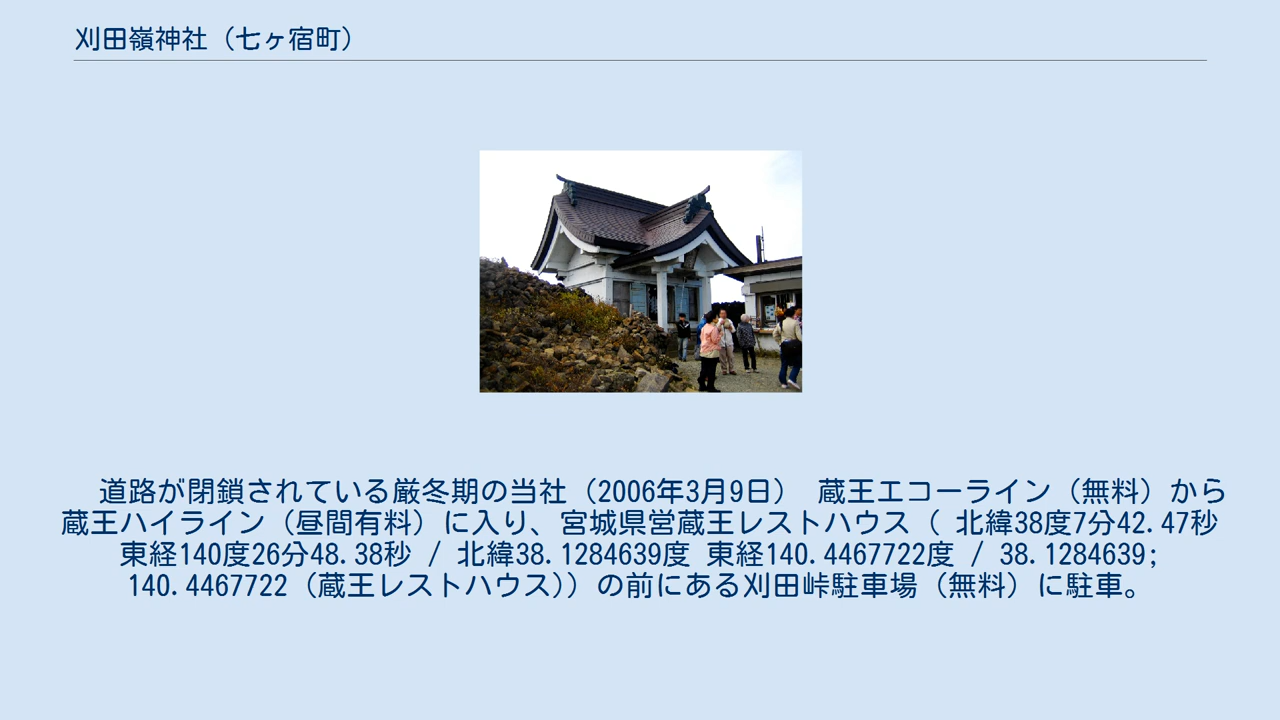 刈田嶺神社（七ヶ宿町）
道路が閉鎖されている厳冬期の当社（2006年3月9日） 蔵王エコーライン（無料）から
蔵王ハイライン（昼間有料）に入り、宮城県営蔵王レストハウス（ 北緯38度7分42.47秒
東経140度26分48.38秒 / 北緯38.1284639度 東経140.4467722度 / 38.1284639;
140.4467722（蔵王レストハウス)）の前にある刈田峠駐車場（無料）に駐車。